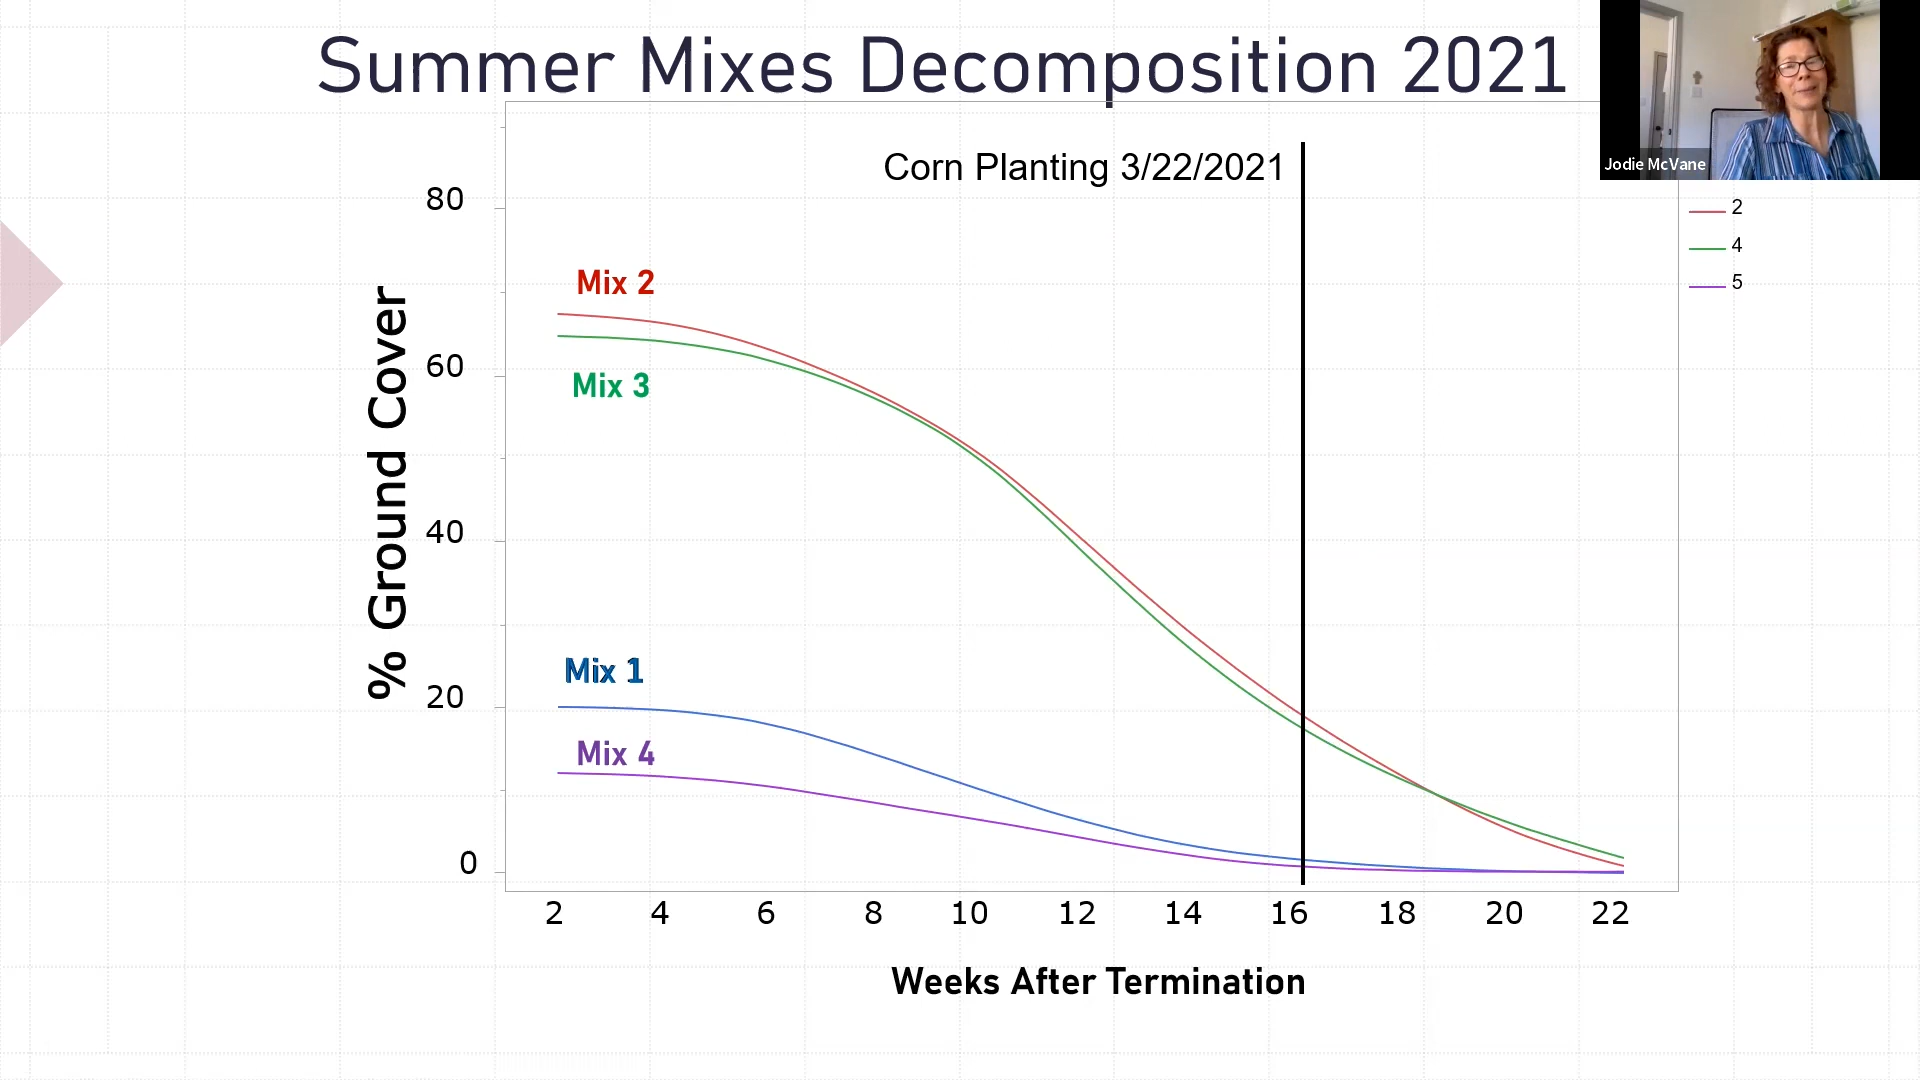 Summer Mixes Decomposition 2021
Corn Planting 3/22/2021
Jodie McVane
2
4
5
% Ground Cover
80
60
40
20
0
Mix 2
Mix 3
Mix 1
Mix 4
2 4 6 8 10 12 14 16 18 20 22
Weeks After Termination